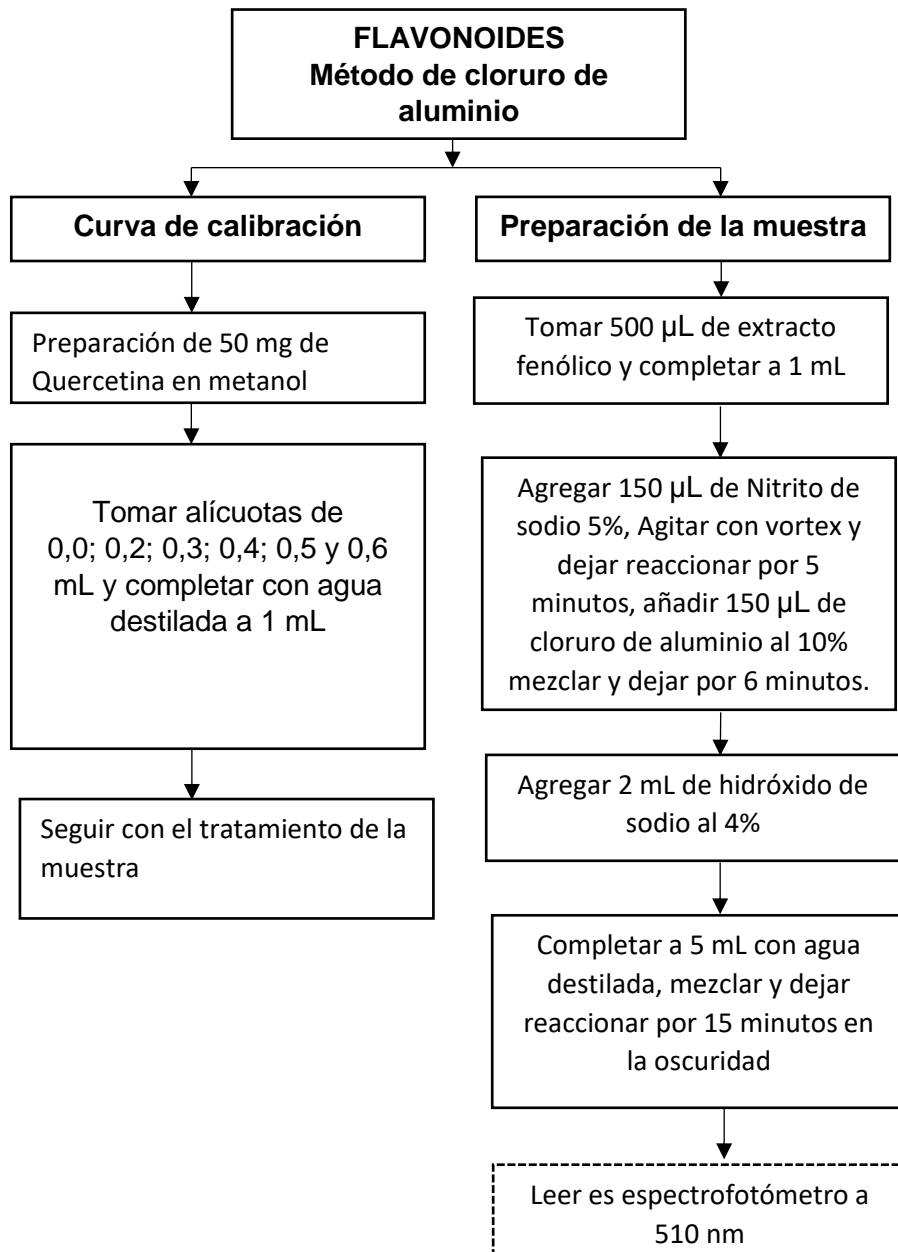 FLAVONOIDES
Método de cloruro de
aluminio
Curva de calibración
Preparación de 50 mg de
Quercetina en metanol
Tomar alícuotas de
0,0; 0,2; 0,3; 0,4; 0,5 y 0,6
mL y completar con agua
destilada a 1 mL
Seguir con el tratamiento de la
muestra
Preparación de la muestra
Tomar 500 µL de extracto
fenólico y completar a 1 mL
Agregar 150 µL de Nitrito de
sodio 5%, Agitar con vortex y
dejar reaccionar por 5
minutos, añadir 150 µL de
cloruro de aluminio al 10%
mezclar y dejar por 6 minutos.
Agregar 2 mL de hidróxido de
sodio al 4%
Completar a 5 mL con agua
destilada, mezclar y dejar
reaccionar por 15 minutos en
la oscuridad
Leer es espectrofotómetro a
510 nm